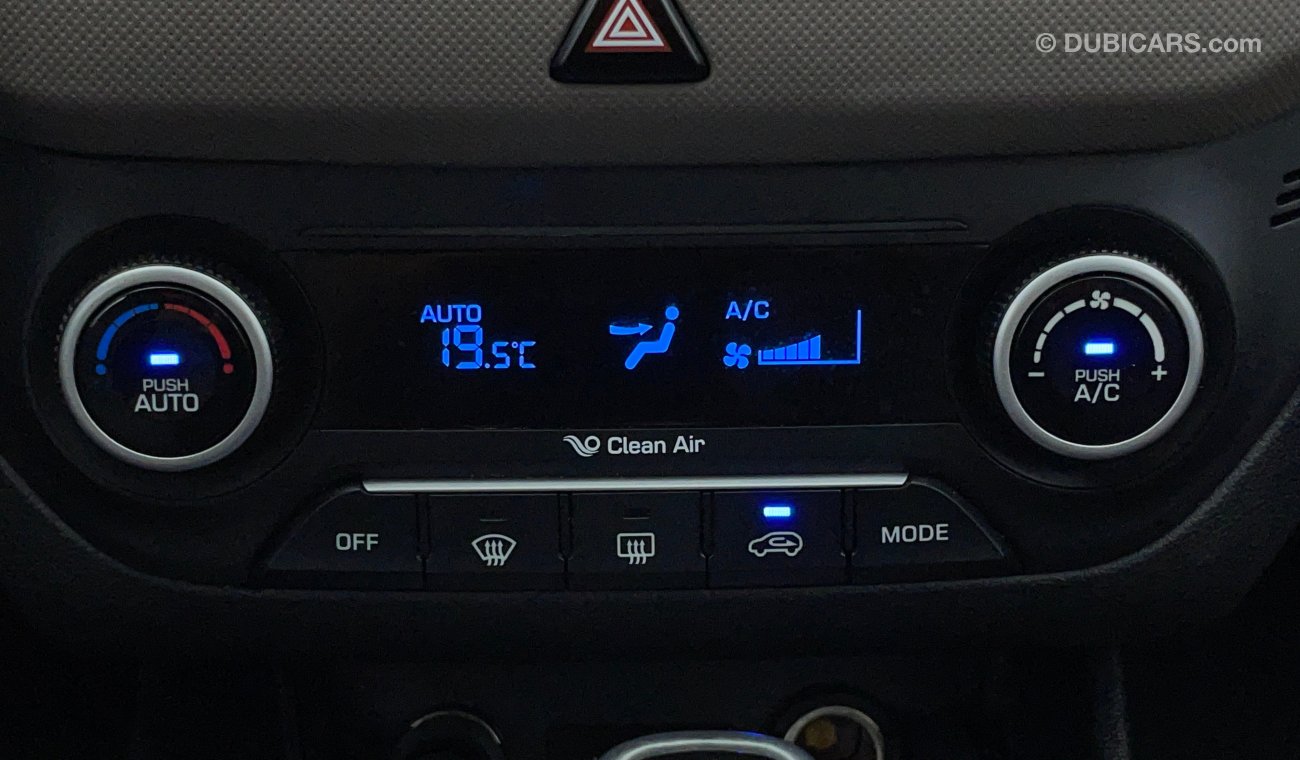 © DUBICARS.com
AUTO
19.5°C
A/C
PUSH
AUTO
− +
PUSH
A/C
Clean Air
OFF
MODE